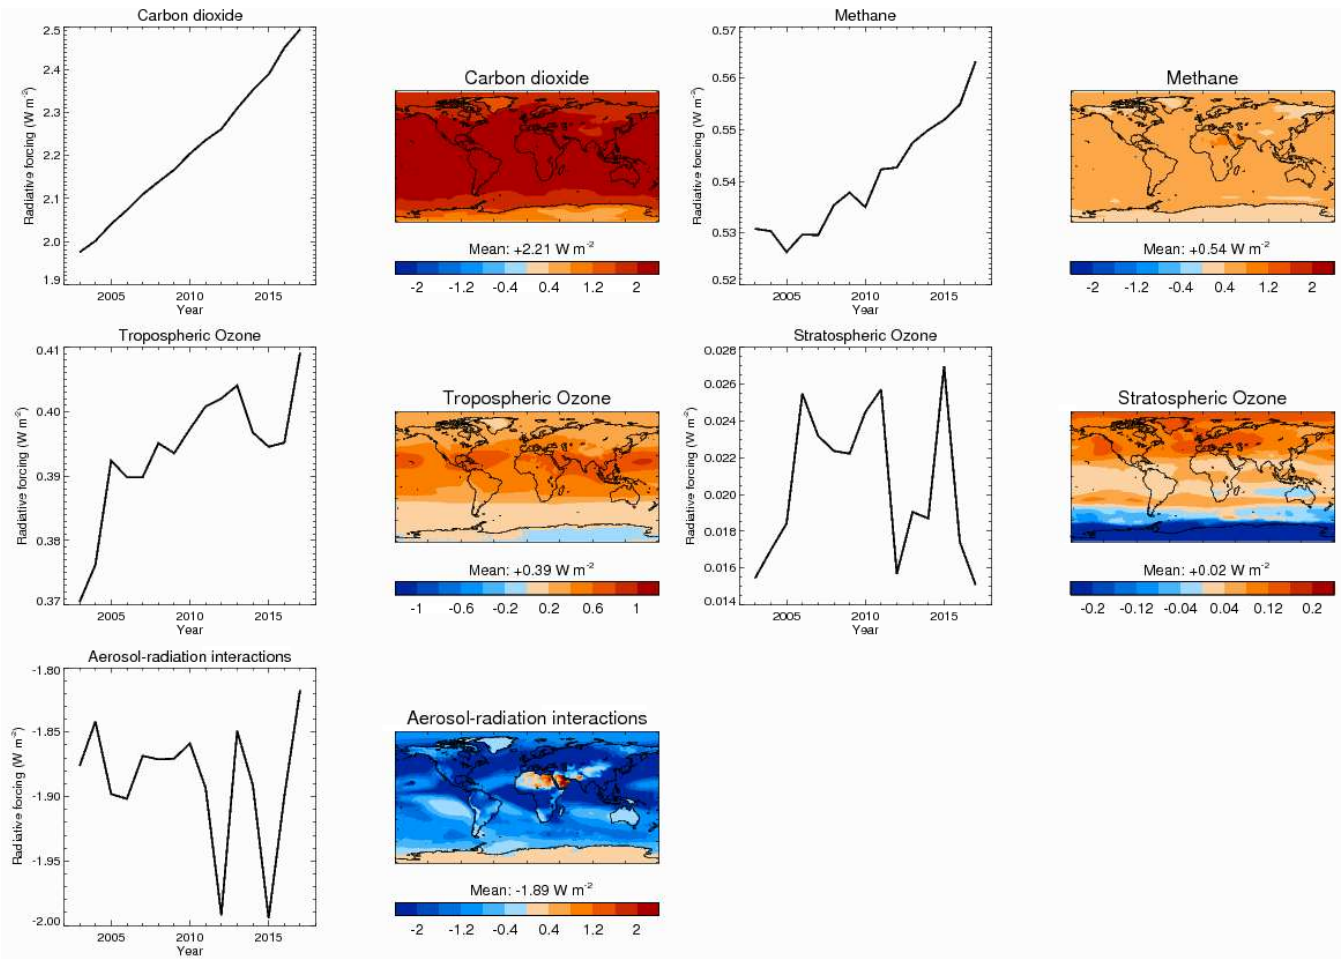 Carbon dioxide
2.5
2.4
2.3
2.2
2.1
2.0
1.9
Radiative forcing (W m-2)
2005 2010 2015
Year
Carbon dioxide
Mean: +2.21 W m-2
-2 -1.2 -0.4 0.4 1.2 2
Methane
0.57
0.56
0.55
0.54
0.53
0.52
Radiative forcing (W m-2)
2005 2010 2015
Year
Methane
Mean: +0.54 W m-2
-2 -1.2 -0.4 0.4 1.2 2
Tropospheric Ozone
0.41
0.40
0.39
0.38
0.37
Radiative forcing (W m-2)
2005 2010 2015
Year
Tropospheric Ozone
Mean: +0.39 W m-2
-1 -0.6 -0.2 0.2 0.6 1
Stratospheric Ozone
0.028
0.026
0.024
0.022
0.020
0.018
0.016
0.014
Radiative forcing (W m-2)
2005 2010 2015
Year
Stratospheric Ozone
Mean: +0.02 W m-2
-0.2 -0.12 -0.04 0.04 0.12 0.2
Aerosol-radiation interactions
-1.80
-1.85
-1.90
-1.95
-2.00
Radiative forcing (W m-2)
2005 2010 2015
Year
Aerosol-radiation interactions
Mean: -1.89 W m-2
-2 -1.2 -0.4 0.4 1.2 2